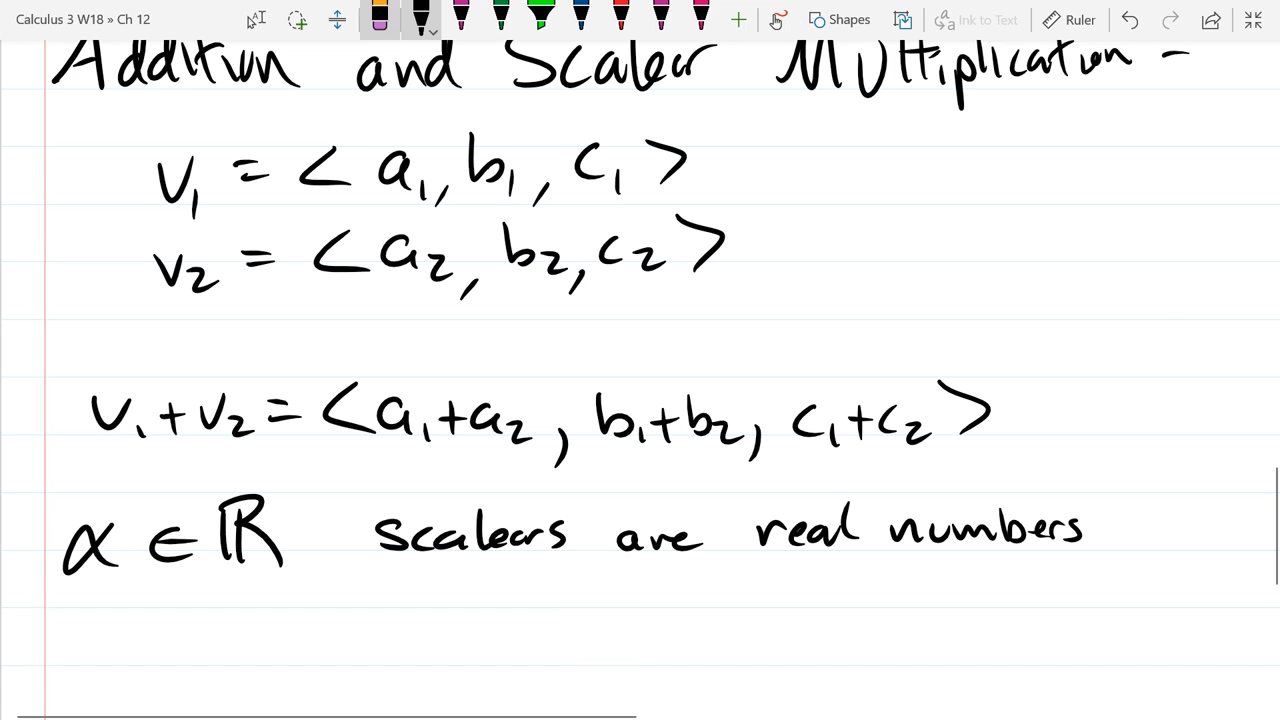 Calculus 3 W18 » Ch 12
Shapes
Ink to Text
Ruler
Addition and Scaler Multiplication -
v₁ = < a₁, b₁, c₁ >
v₂ = < a₂, b₂, c₂ >
v₁ + v₂ = < a₁+a₂, b₁+b₂, c₁+c₂ >
α ∈ ℝ scalers are real numbers